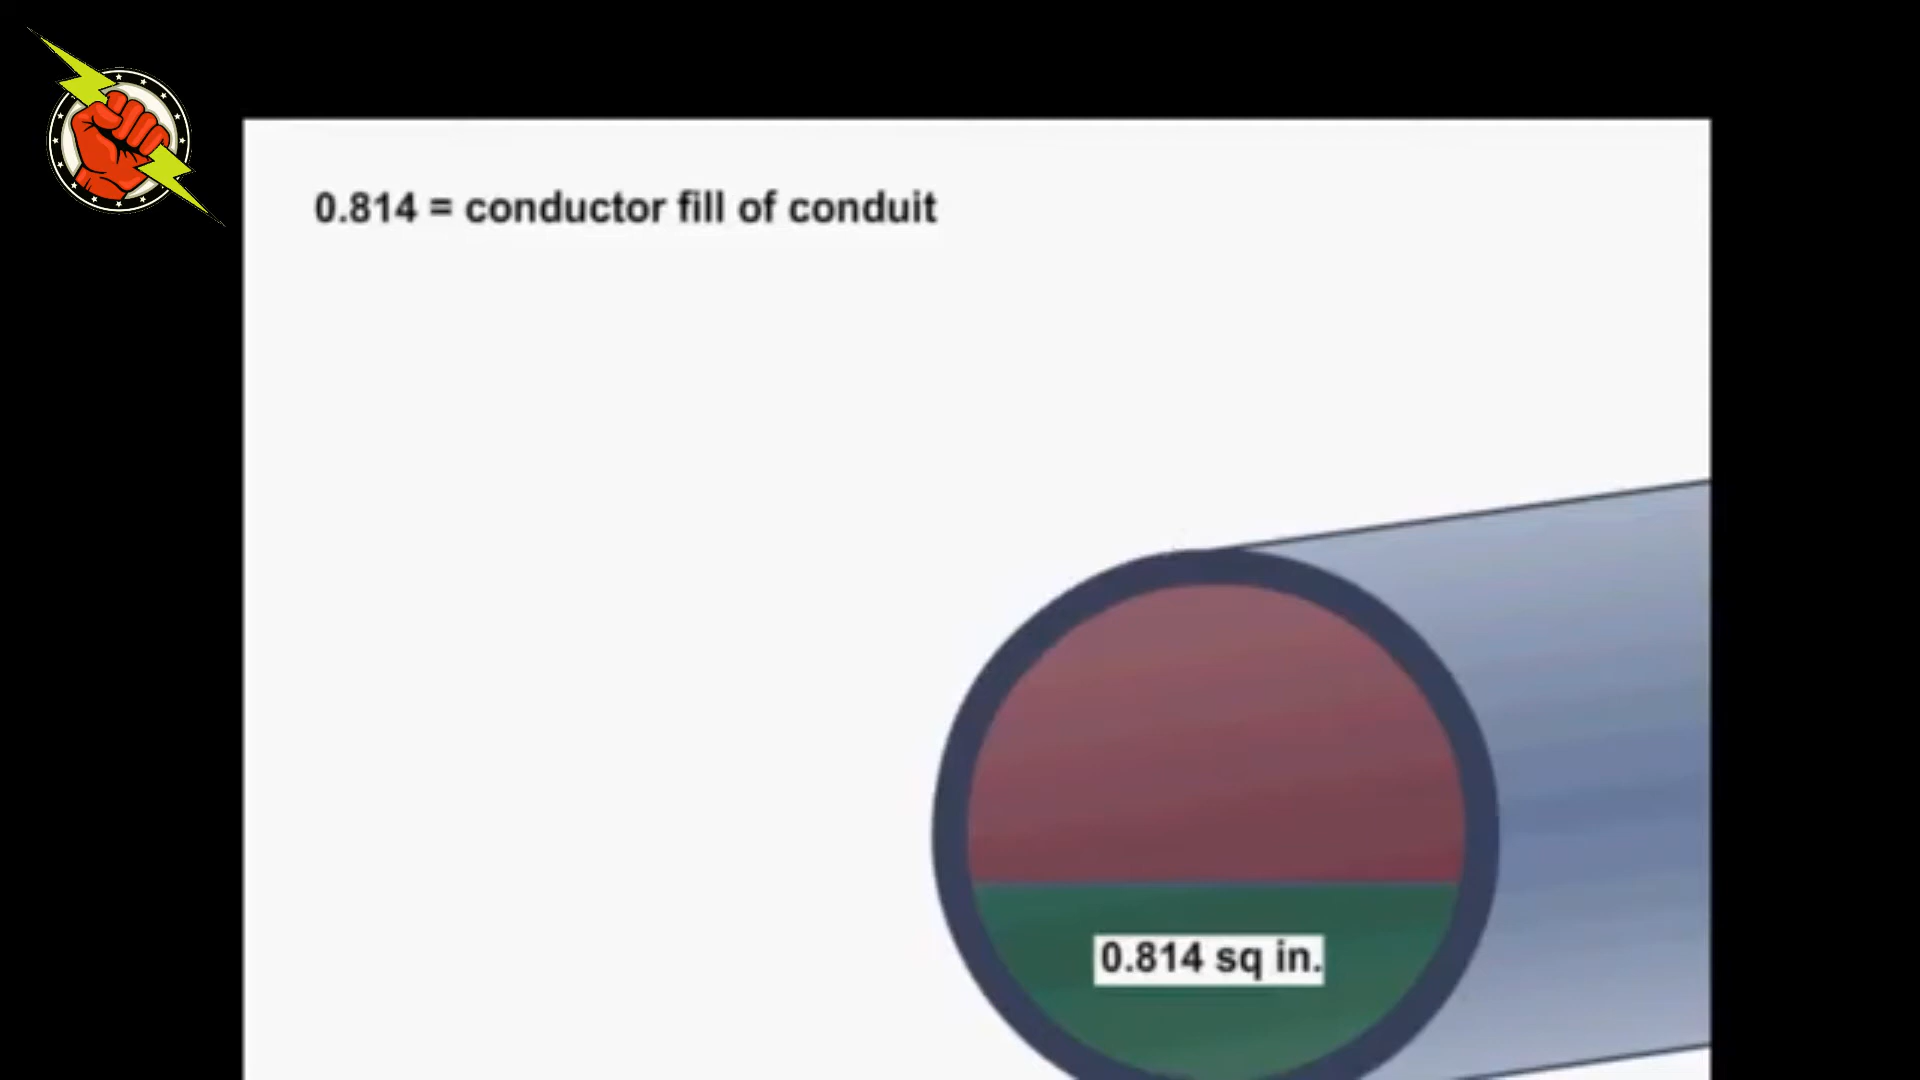 0.814 = conductor fill of conduit
0.814 sq in.